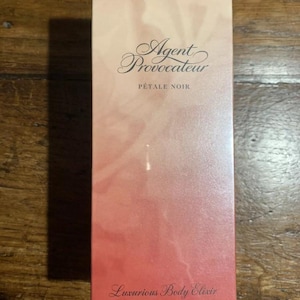 Agent
Provocateur
PÉTALE NOIR
Luxurious Body Elixir